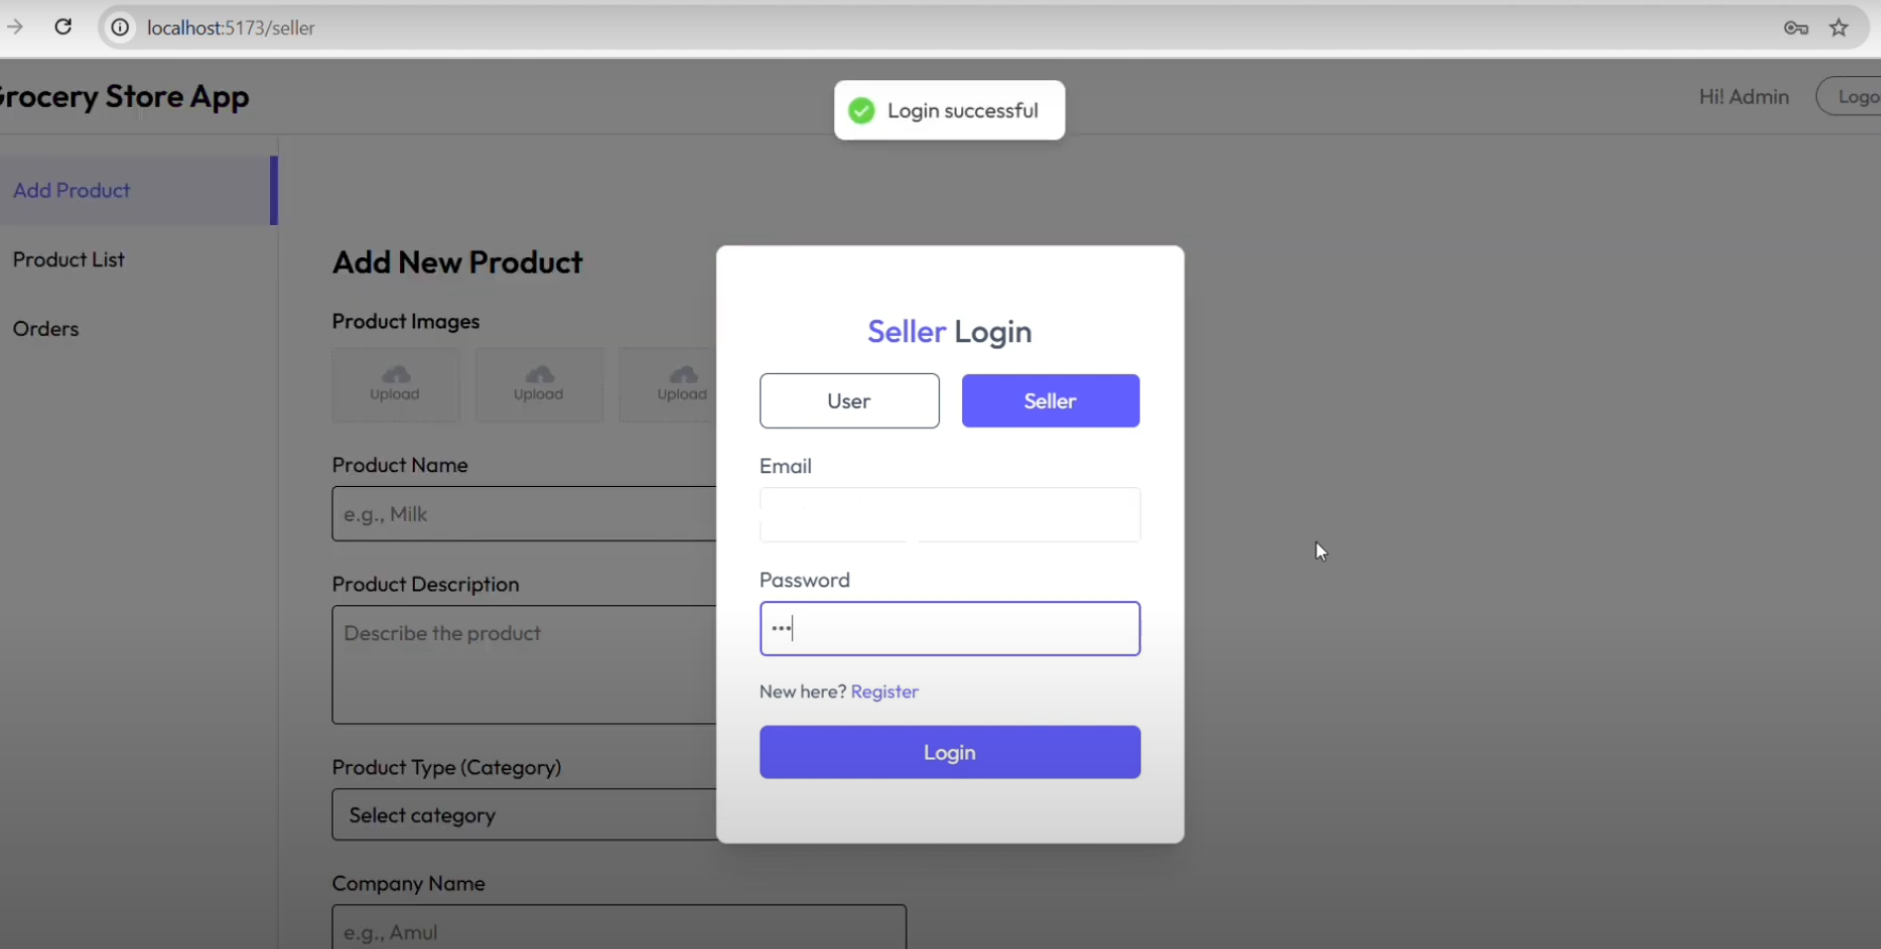 localhost:5173/seller
Grocery Store App
Login successful
Hi! Admin
Logo
Add Product
Product List
Orders
Add New Product
Product Images
Upload
Upload
Upload
Product Name
e.g., Milk
Product Description
Describe the product
Product Type (Category)
Select category
Company Name
e.g., Amul
Seller Login
User
Seller
Email
Password
New here? Register
Login